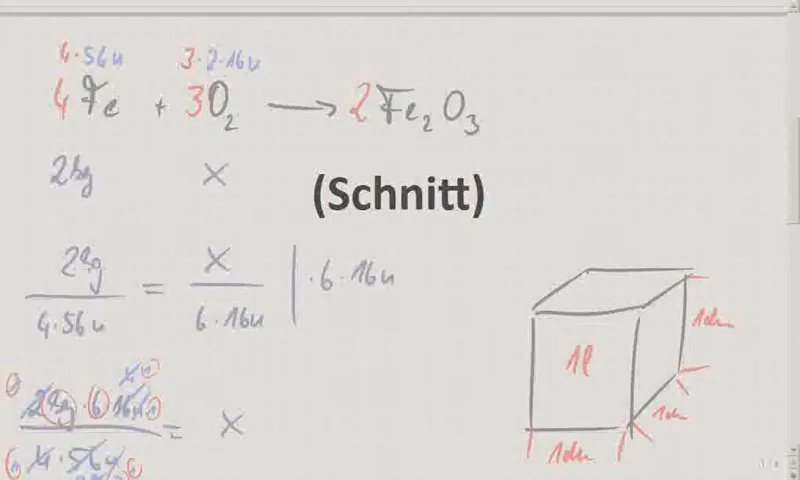 4·56u 3·2·16u
4Fe + 3O₂ → 2Fe₂O₃
2kg x
(Schnitt)
2kg / 4·56u = x / 6·16u | ·6·16u
= x
1l
1dm
1dm
1dm